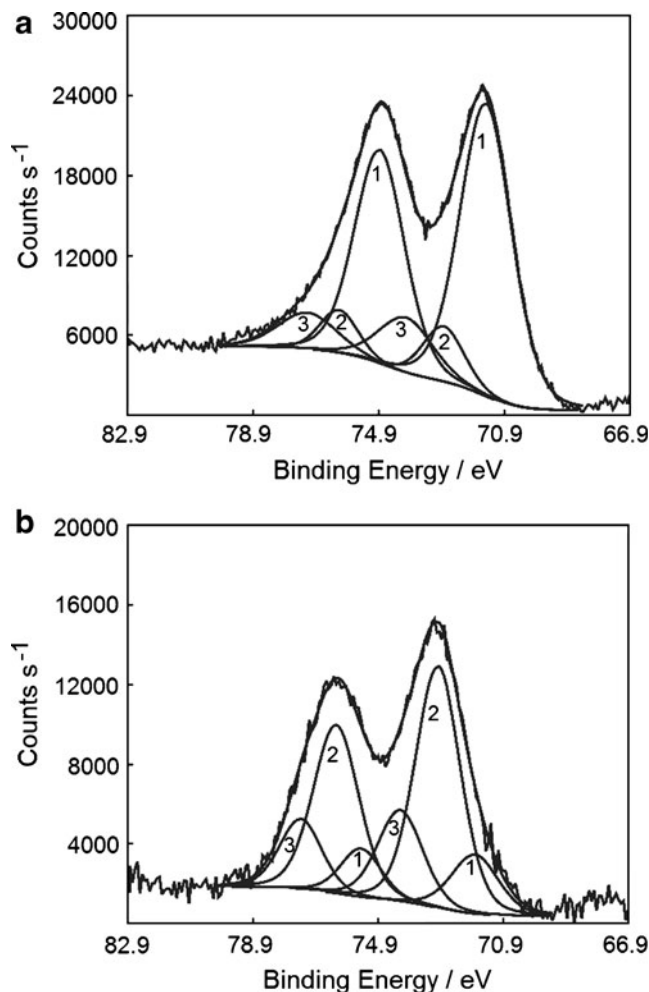 a
30000
24000
18000
12000
6000
Counts s⁻¹
1
1
3
2
3
2
82.9 78.9 74.9 70.9 66.9
Binding Energy / eV
b
20000
16000
12000
8000
4000
Counts s⁻¹
2
2
3
3
1
1
82.9 78.9 74.9 70.9 66.9
Binding Energy / eV